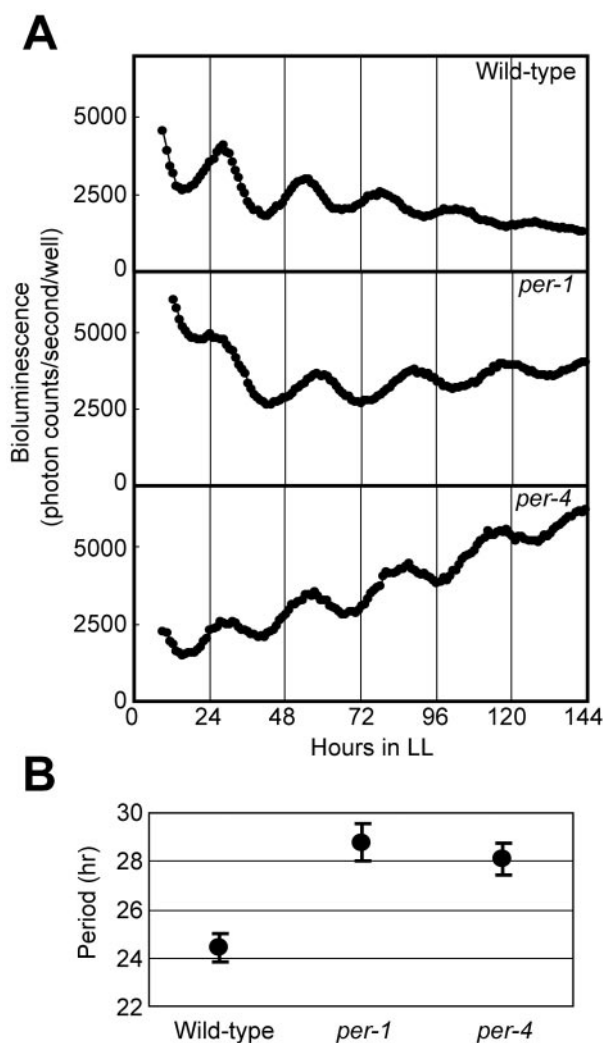 A
Wild-type
5000
2500
0
per-1
5000
2500
0
per-4
5000
2500
0
Bioluminescence
(photon counts/second/well)
0 24 48 72 96 120 144
Hours in LL
B
30
28
26
24
22
Period (hr)
Wild-type per-1 per-4